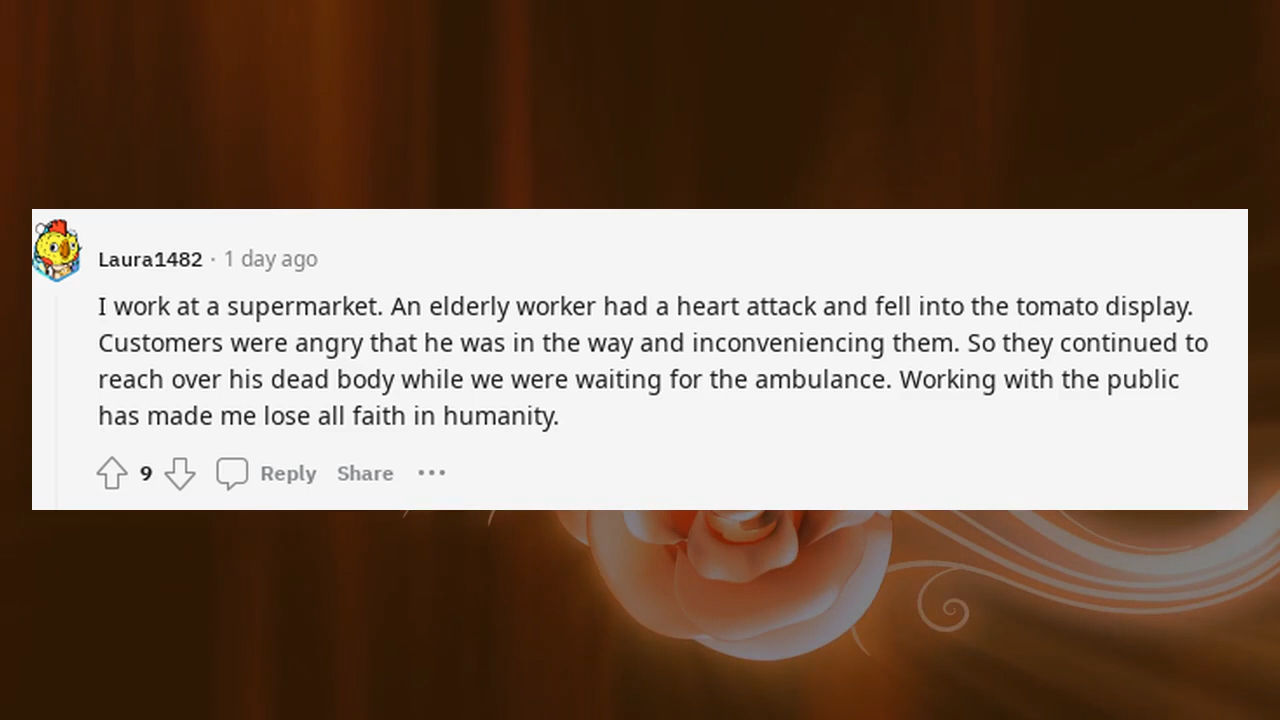 Laura1482 · 1 day ago
I work at a supermarket. An elderly worker had a heart attack and fell into the tomato display.
Customers were angry that he was in the way and inconveniencing them. So they continued to
reach over his dead body while we were waiting for the ambulance. Working with the public
has made me lose all faith in humanity.
9 Reply Share ···